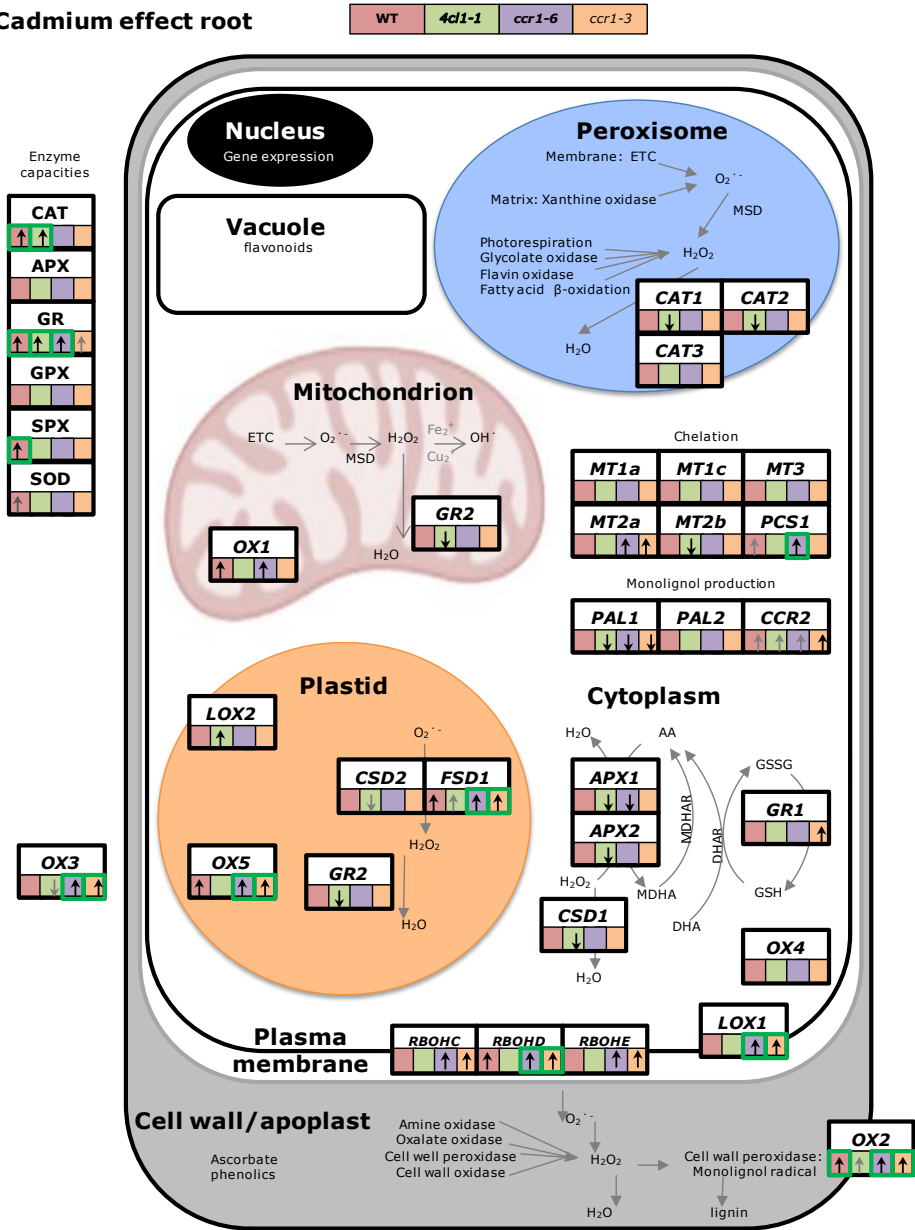 Cadmium effect root
WT 4cl1-1 ccr1-6 ccr1-3
Enzyme
capacities
CAT
APX
GR
GPX
SPX
SOD
Nucleus
Gene expression
Vacuole
flavonoids
Peroxisome
Membrane: ETC
O₂˙⁻
Matrix: Xanthine oxidase
MSD
Photorespiration
Glycolate oxidase
Flavin oxidase
Fatty acid β-oxidation
H₂O₂
CAT1 CAT2
H₂O
CAT3
Mitochondrion
ETC O₂˙⁻ H₂O₂ Fe₂⁺ OH˙
MSD Cu₂⁺
GR2
OX1
H₂O
Chelation
MT1a MT1c MT3
MT2a MT2b PCS1
Monolignol production
PAL1 PAL2 CCR2
Plastid
LOX2
O₂˙⁻
CSD2 FSD1
H₂O₂
OX5
GR2
H₂O
OX3
Cytoplasm
H₂O AA
GSSG
APX1
MDHAR
GR1
APX2
DHAR
H₂O₂
MDHA
GSH
CSD1
DHA
H₂O
OX4
LOX1
Plasma
membrane
RBOHC RBOHD RBOHE
Cell wall/apoplast
O₂˙⁻
Ascorbate
phenolics
Amine oxidase
Oxalate oxidase
Cell well peroxidase
Cell wall oxidase
H₂O₂
Cell wall peroxidase:
Monolignol radical
OX2
H₂O
lignin